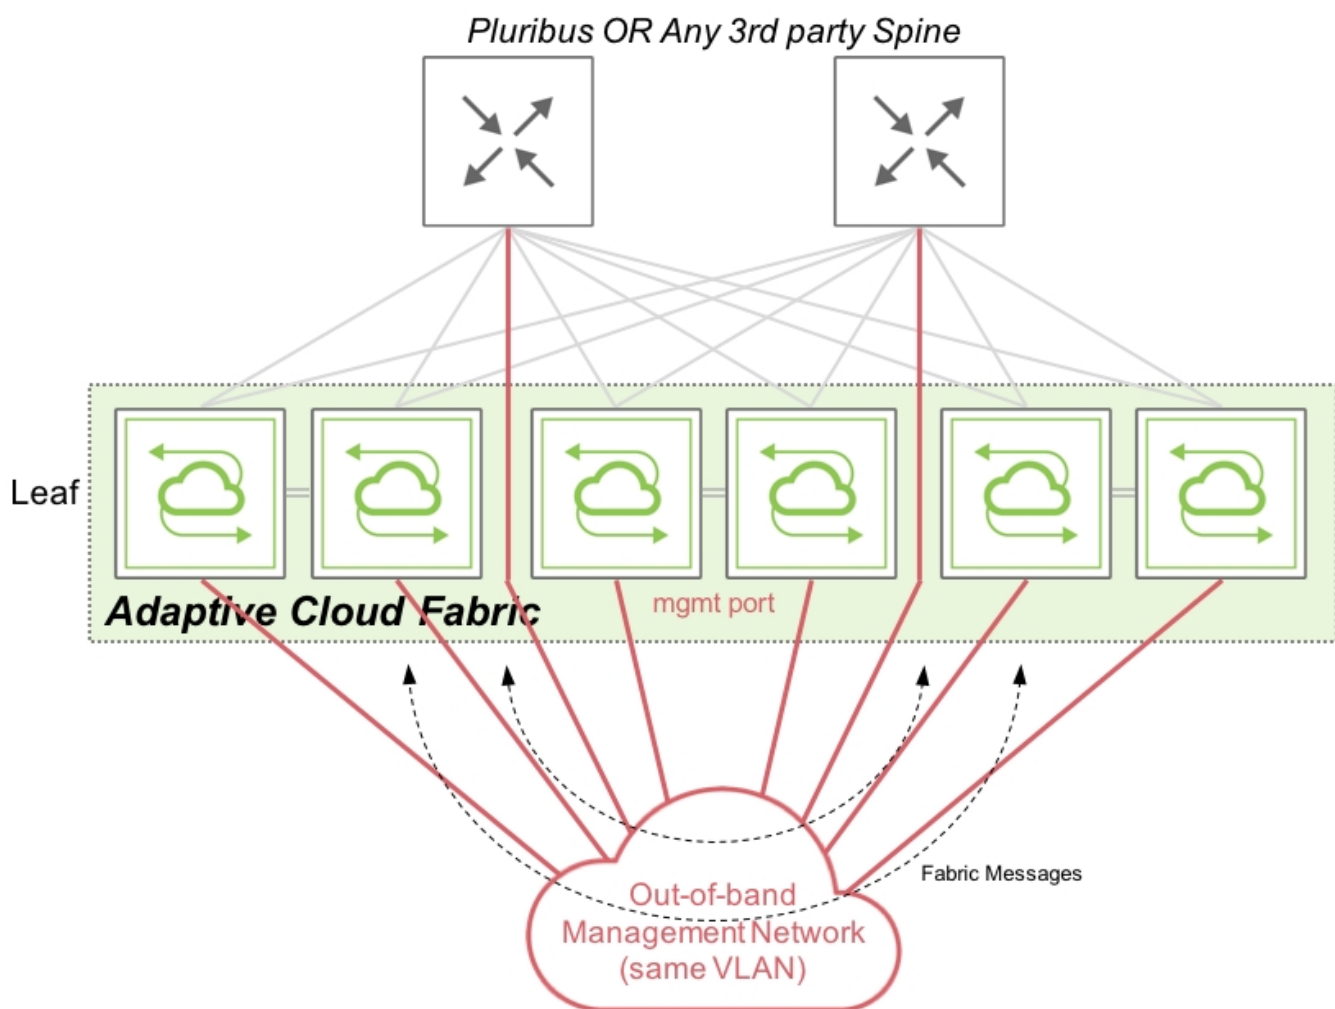 Pluribus OR Any 3rd party Spine
Leaf
Adaptive Cloud Fabric
mgmt port
Fabric Messages
Out-of-band
Management Network
(same VLAN)